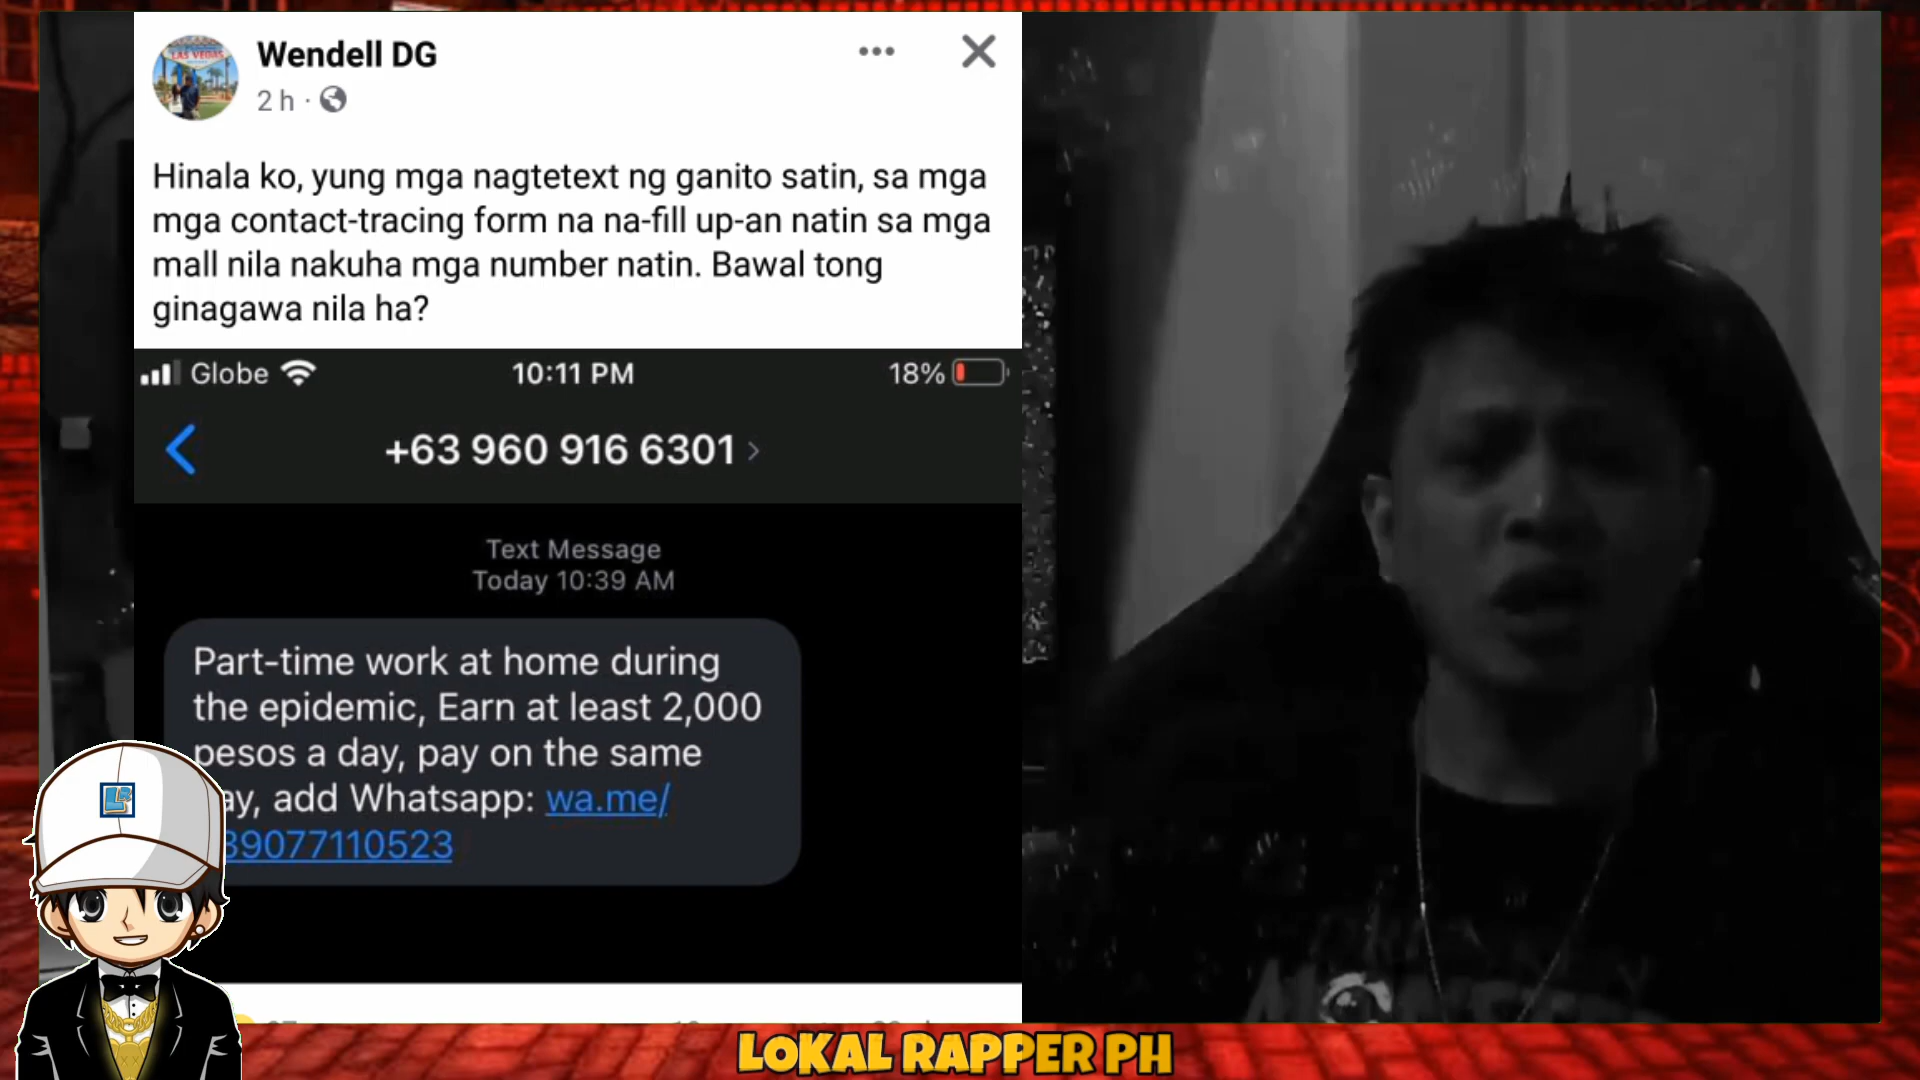 LAS VEGAS
Wendell DG
2 h ·
Hinala ko, yung mga nagtetext ng ganito satin, sa mga
mga contact-tracing form na na-fill up-an natin sa mga
mall nila nakuha mga number natin. Bawal tong
ginagawa nila ha?
Globe
10:11 PM
18%
+63 960 916 6301
Text Message
Today 10:39 AM
Part-time work at home during
the epidemic, Earn at least 2,000
pesos a day, pay on the same
ay, add Whatsapp: wa.me/
39077110523
LOKAL RAPPER PH